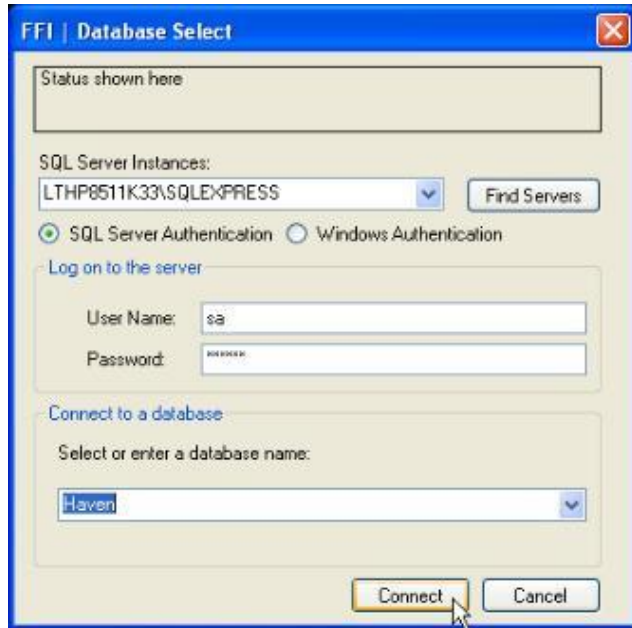 FFI | Database Select
Status shown here
SQL Server Instances:
LTHP8511K33\SQLEXPRESS
Find Servers
SQL Server Authentication Windows Authentication
Log on to the server
User Name: sa
Password: ******
Connect to a database
Select or enter a database name:
Haven
Connect Cancel